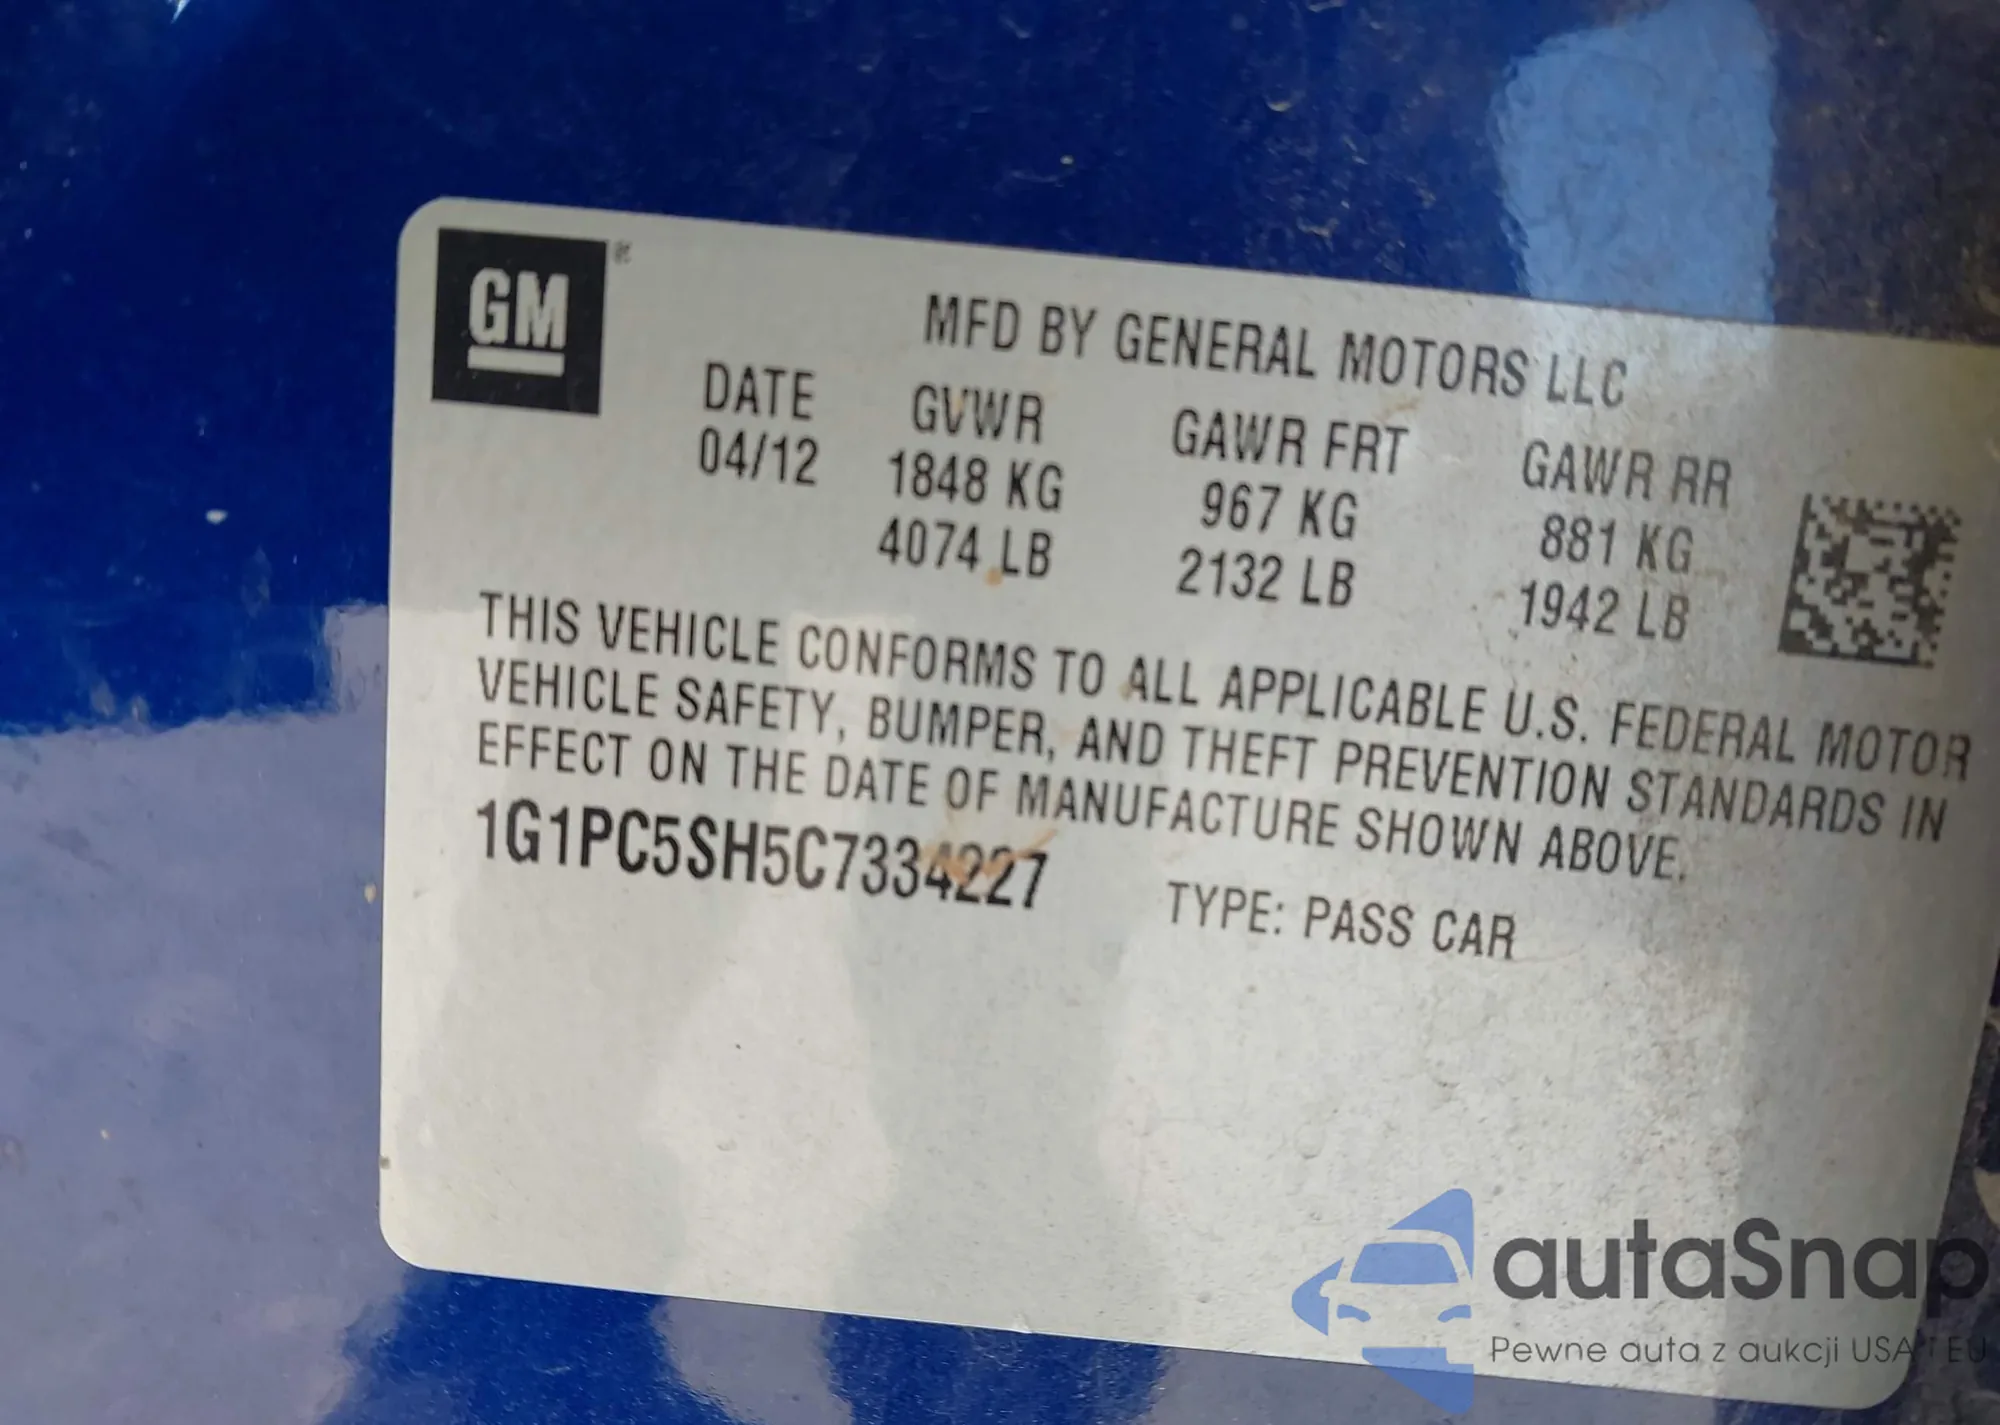 GM
MFD BY GENERAL MOTORS LLC
DATE GVWR GAWR FRT GAWR RR
04/12 1848 KG 967 KG 881 KG
4074 LB 2132 LB 1942 LB
THIS VEHICLE CONFORMS TO ALL APPLICABLE U.S. FEDERAL MOTOR
VEHICLE SAFETY, BUMPER, AND THEFT PREVENTION STANDARDS IN
EFFECT ON THE DATE OF MANUFACTURE SHOWN ABOVE.
1G1PC5SH5C7334227 TYPE: PASS CAR
autaSnap
Pewne auta z aukcji USA i EU